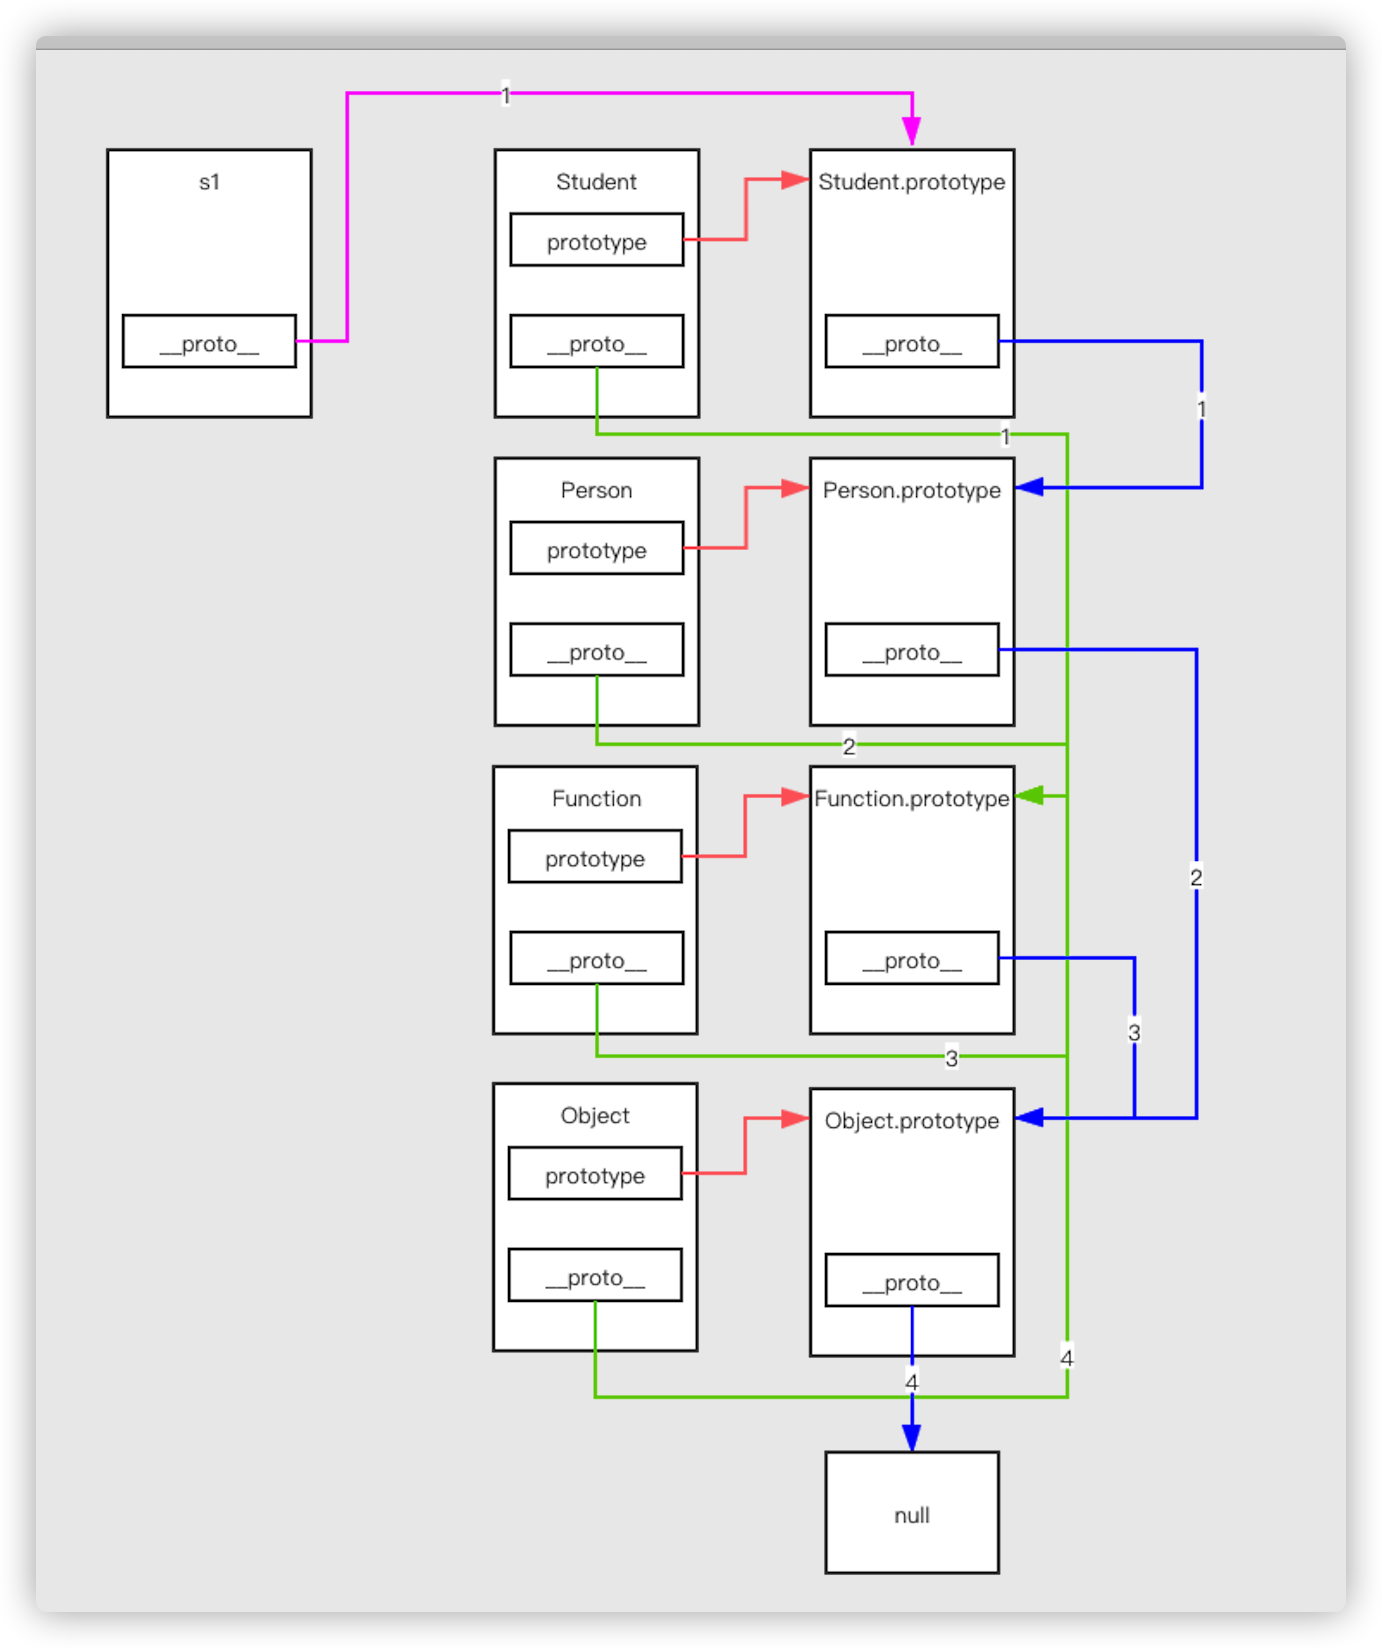 1
s1
__proto__
Student
prototype
__proto__
Student.prototype
__proto__
1
1
Person
prototype
__proto__
Person.prototype
__proto__
2
2
Function
prototype
__proto__
Function.prototype
__proto__
3
3
Object
prototype
__proto__
Object.prototype
__proto__
4
4
null